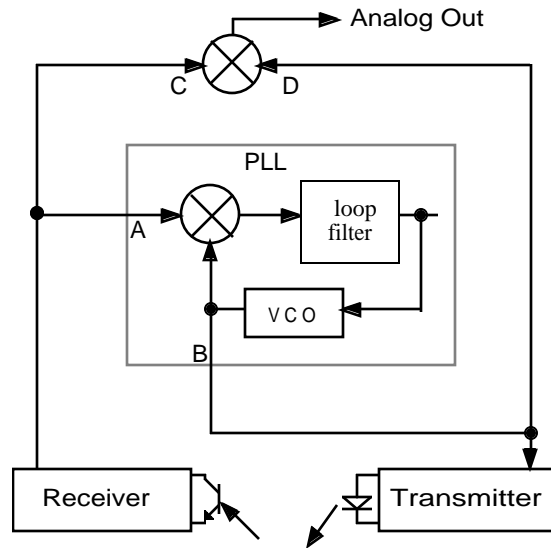 Analog Out
C
D
PLL
A
loop
filter
VCO
B
Receiver
Transmitter